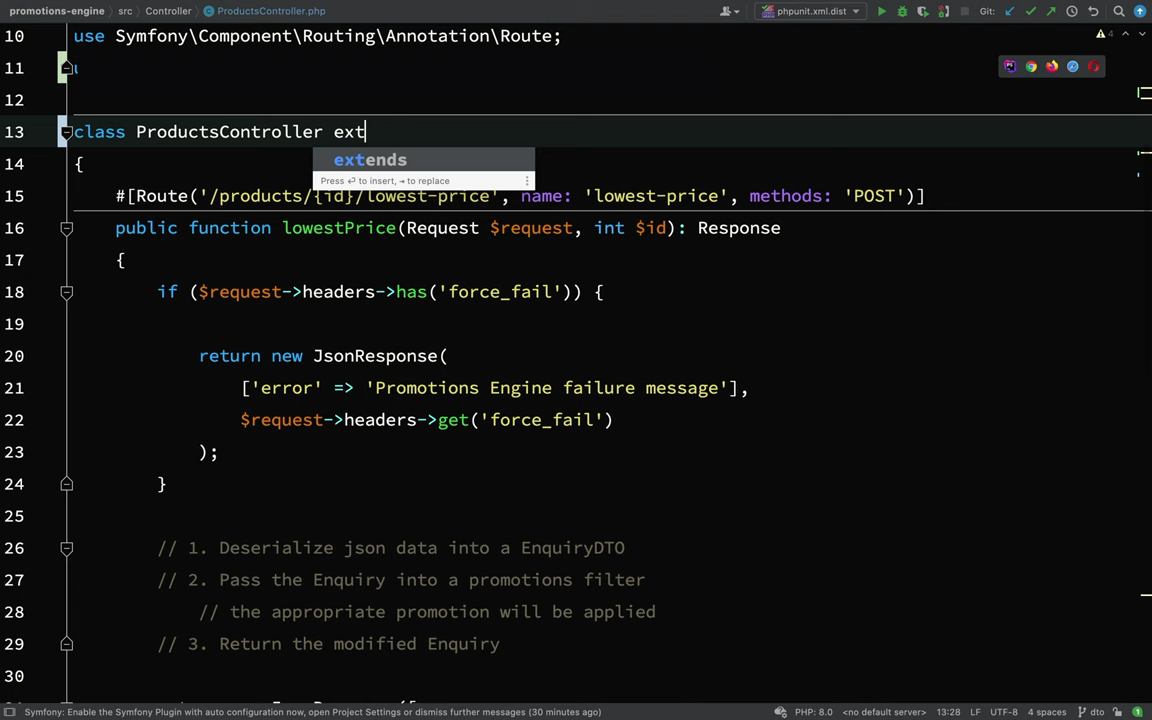 promotions-engine src Controller ProductsController.php phpunit.xml.dist Git:
10 use Symfony\Component\Routing\Annotation\Route; 4
11
12
13 class ProductsController ext
extends
14 {
Press ⏎ to insert, ⇥ to replace
15 #[Route('/products/{id}/lowest-price', name: 'lowest-price', methods: 'POST')]
16 public function lowestPrice(Request $request, int $id): Response
17 {
18 if ($request->headers->has('force_fail')) {
19
20 return new JsonResponse(
21 ['error' => 'Promotions Engine failure message'],
22 $request->headers->get('force_fail')
23 );
24 }
25
26 // 1. Deserialize json data into a EnquiryDTO
27 // 2. Pass the Enquiry into a promotions filter
28 // the appropriate promotion will be applied
29 // 3. Return the modified Enquiry
30
Symfony: Enable the Symfony Plugin with auto configuration now, open Project Settings or dismiss further messages (30 minutes ago) PHP: 8.0 <no default server> 13:28 LF UTF-8 4 spaces dto 1